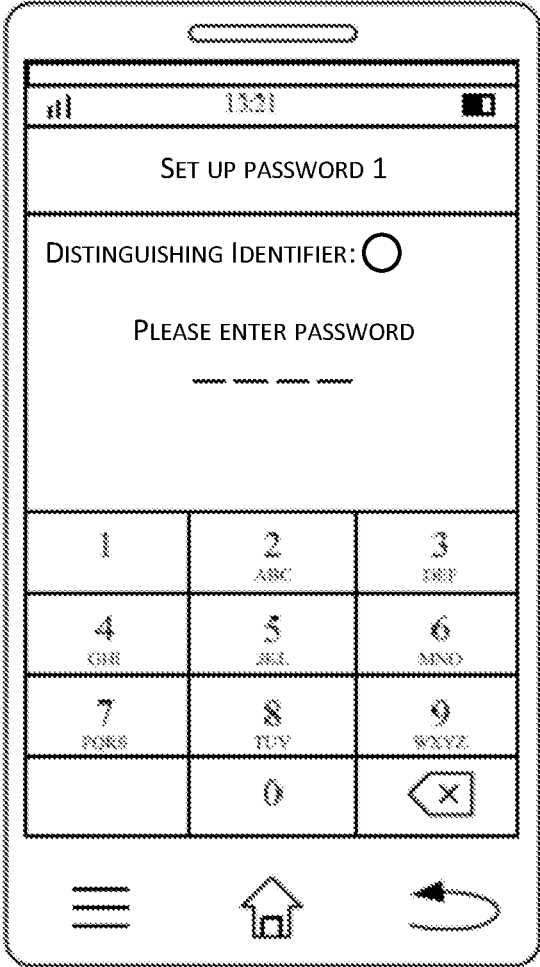 13:21
SET UP PASSWORD 1
DISTINGUISHING IDENTIFIER:
PLEASE ENTER PASSWORD
1 2 3
ABC DEF
4 5 6
GHI JKL MNO
7 8 9
PQRS TUV WXYZ
0